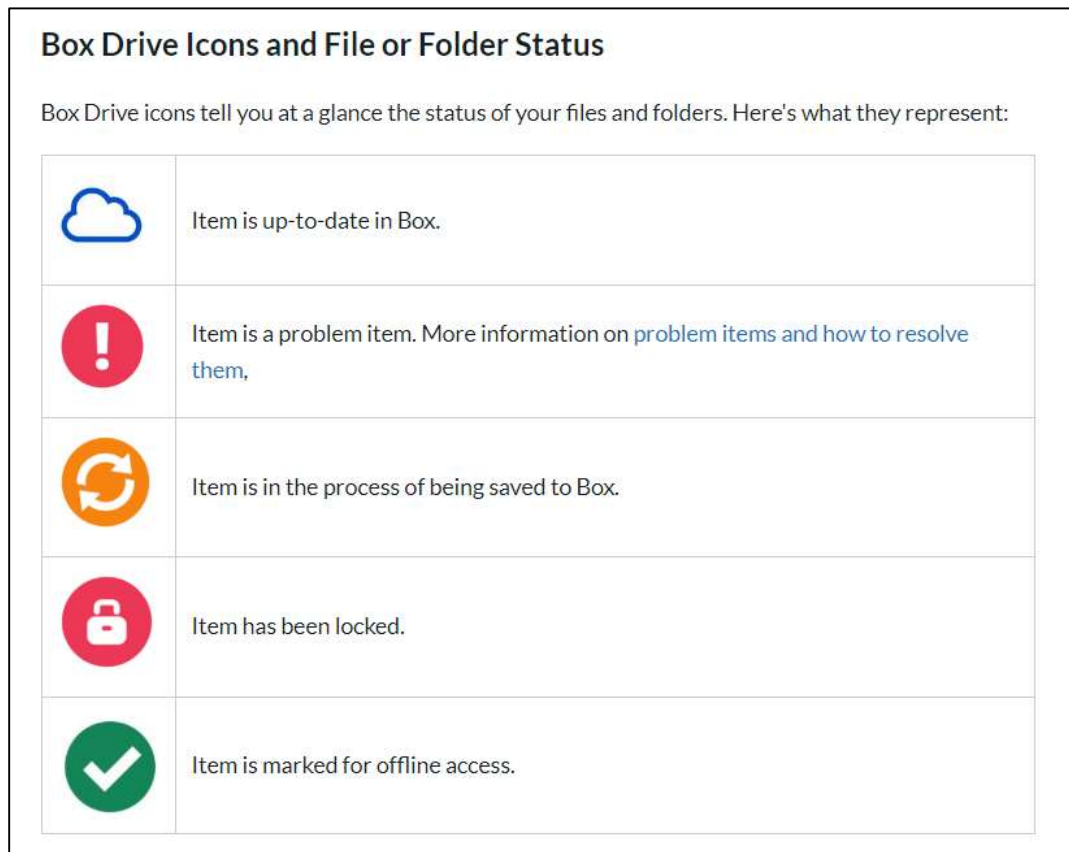 Box Drive Icons and File or Folder Status
Box Drive icons tell you at a glance the status of your files and folders. Here's what they represent:
Item is up-to-date in Box.
Item is a problem item. More information on problem items and how to resolve
them,
Item is in the process of being saved to Box.
Item has been locked.
Item is marked for offline access.